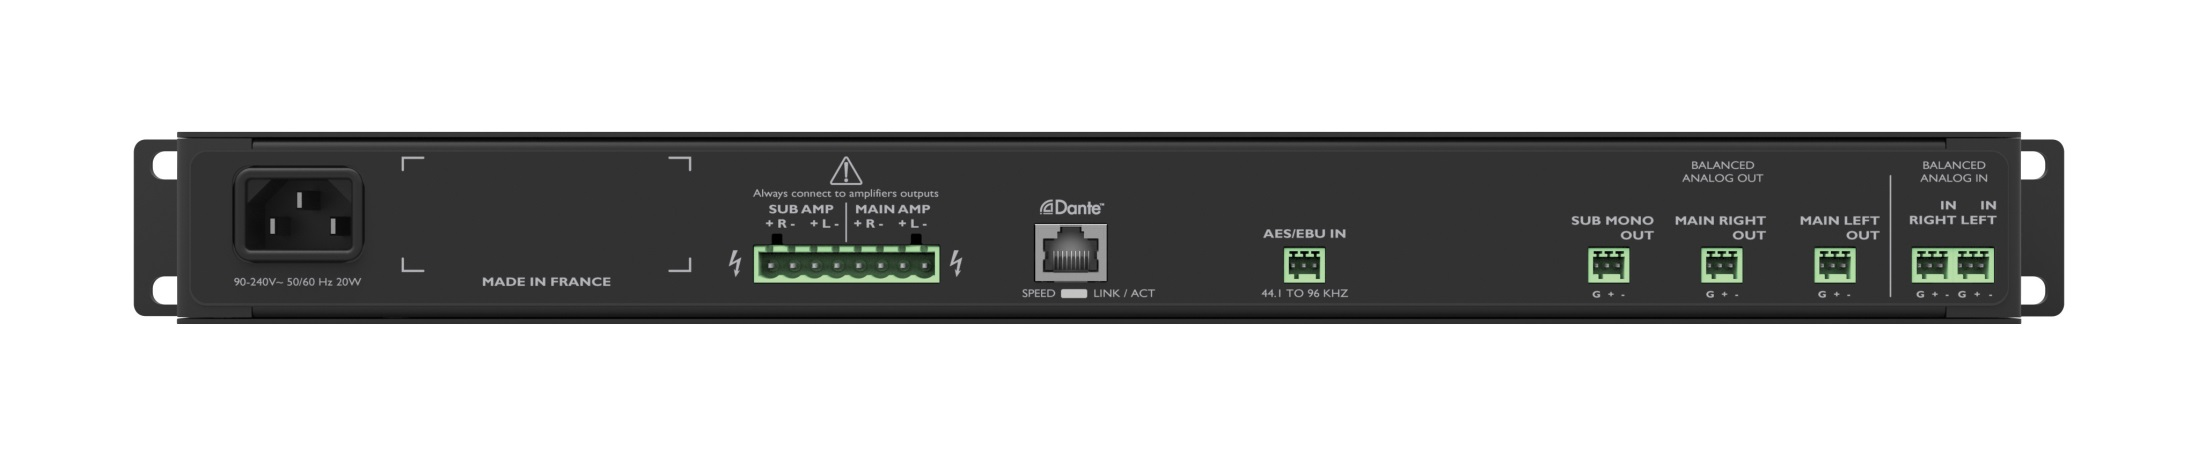 90-240V~ 50/60 Hz 20W
MADE IN FRANCE
Always connect to amplifiers outputs
SUB AMP MAIN AMP
+ R - + L - + R - + L -
Dante™
SPEED LINK / ACT
AES/EBU IN
44.1 TO 96 KHZ
BALANCED
ANALOG OUT
SUB MONO
OUT
G + -
MAIN RIGHT
OUT
G + -
MAIN LEFT
OUT
G + -
BALANCED
ANALOG IN
IN IN
RIGHT LEFT
G + - G + -